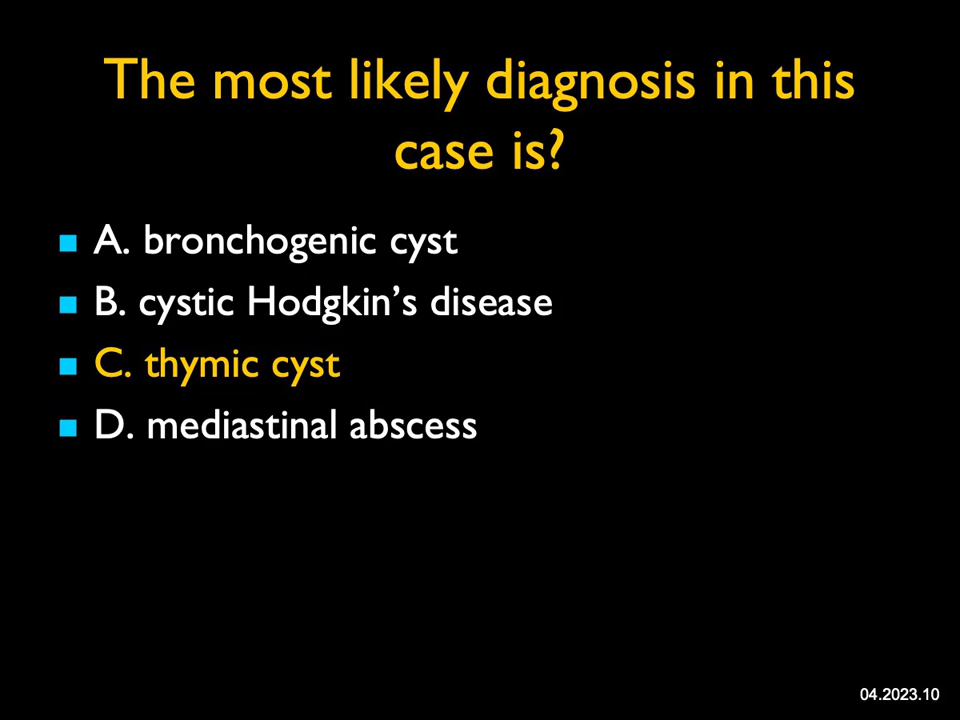 The most likely diagnosis in this
case is?
A. bronchogenic cyst
B. cystic Hodgkin’s disease
C. thymic cyst
D. mediastinal abscess
04.2023.10